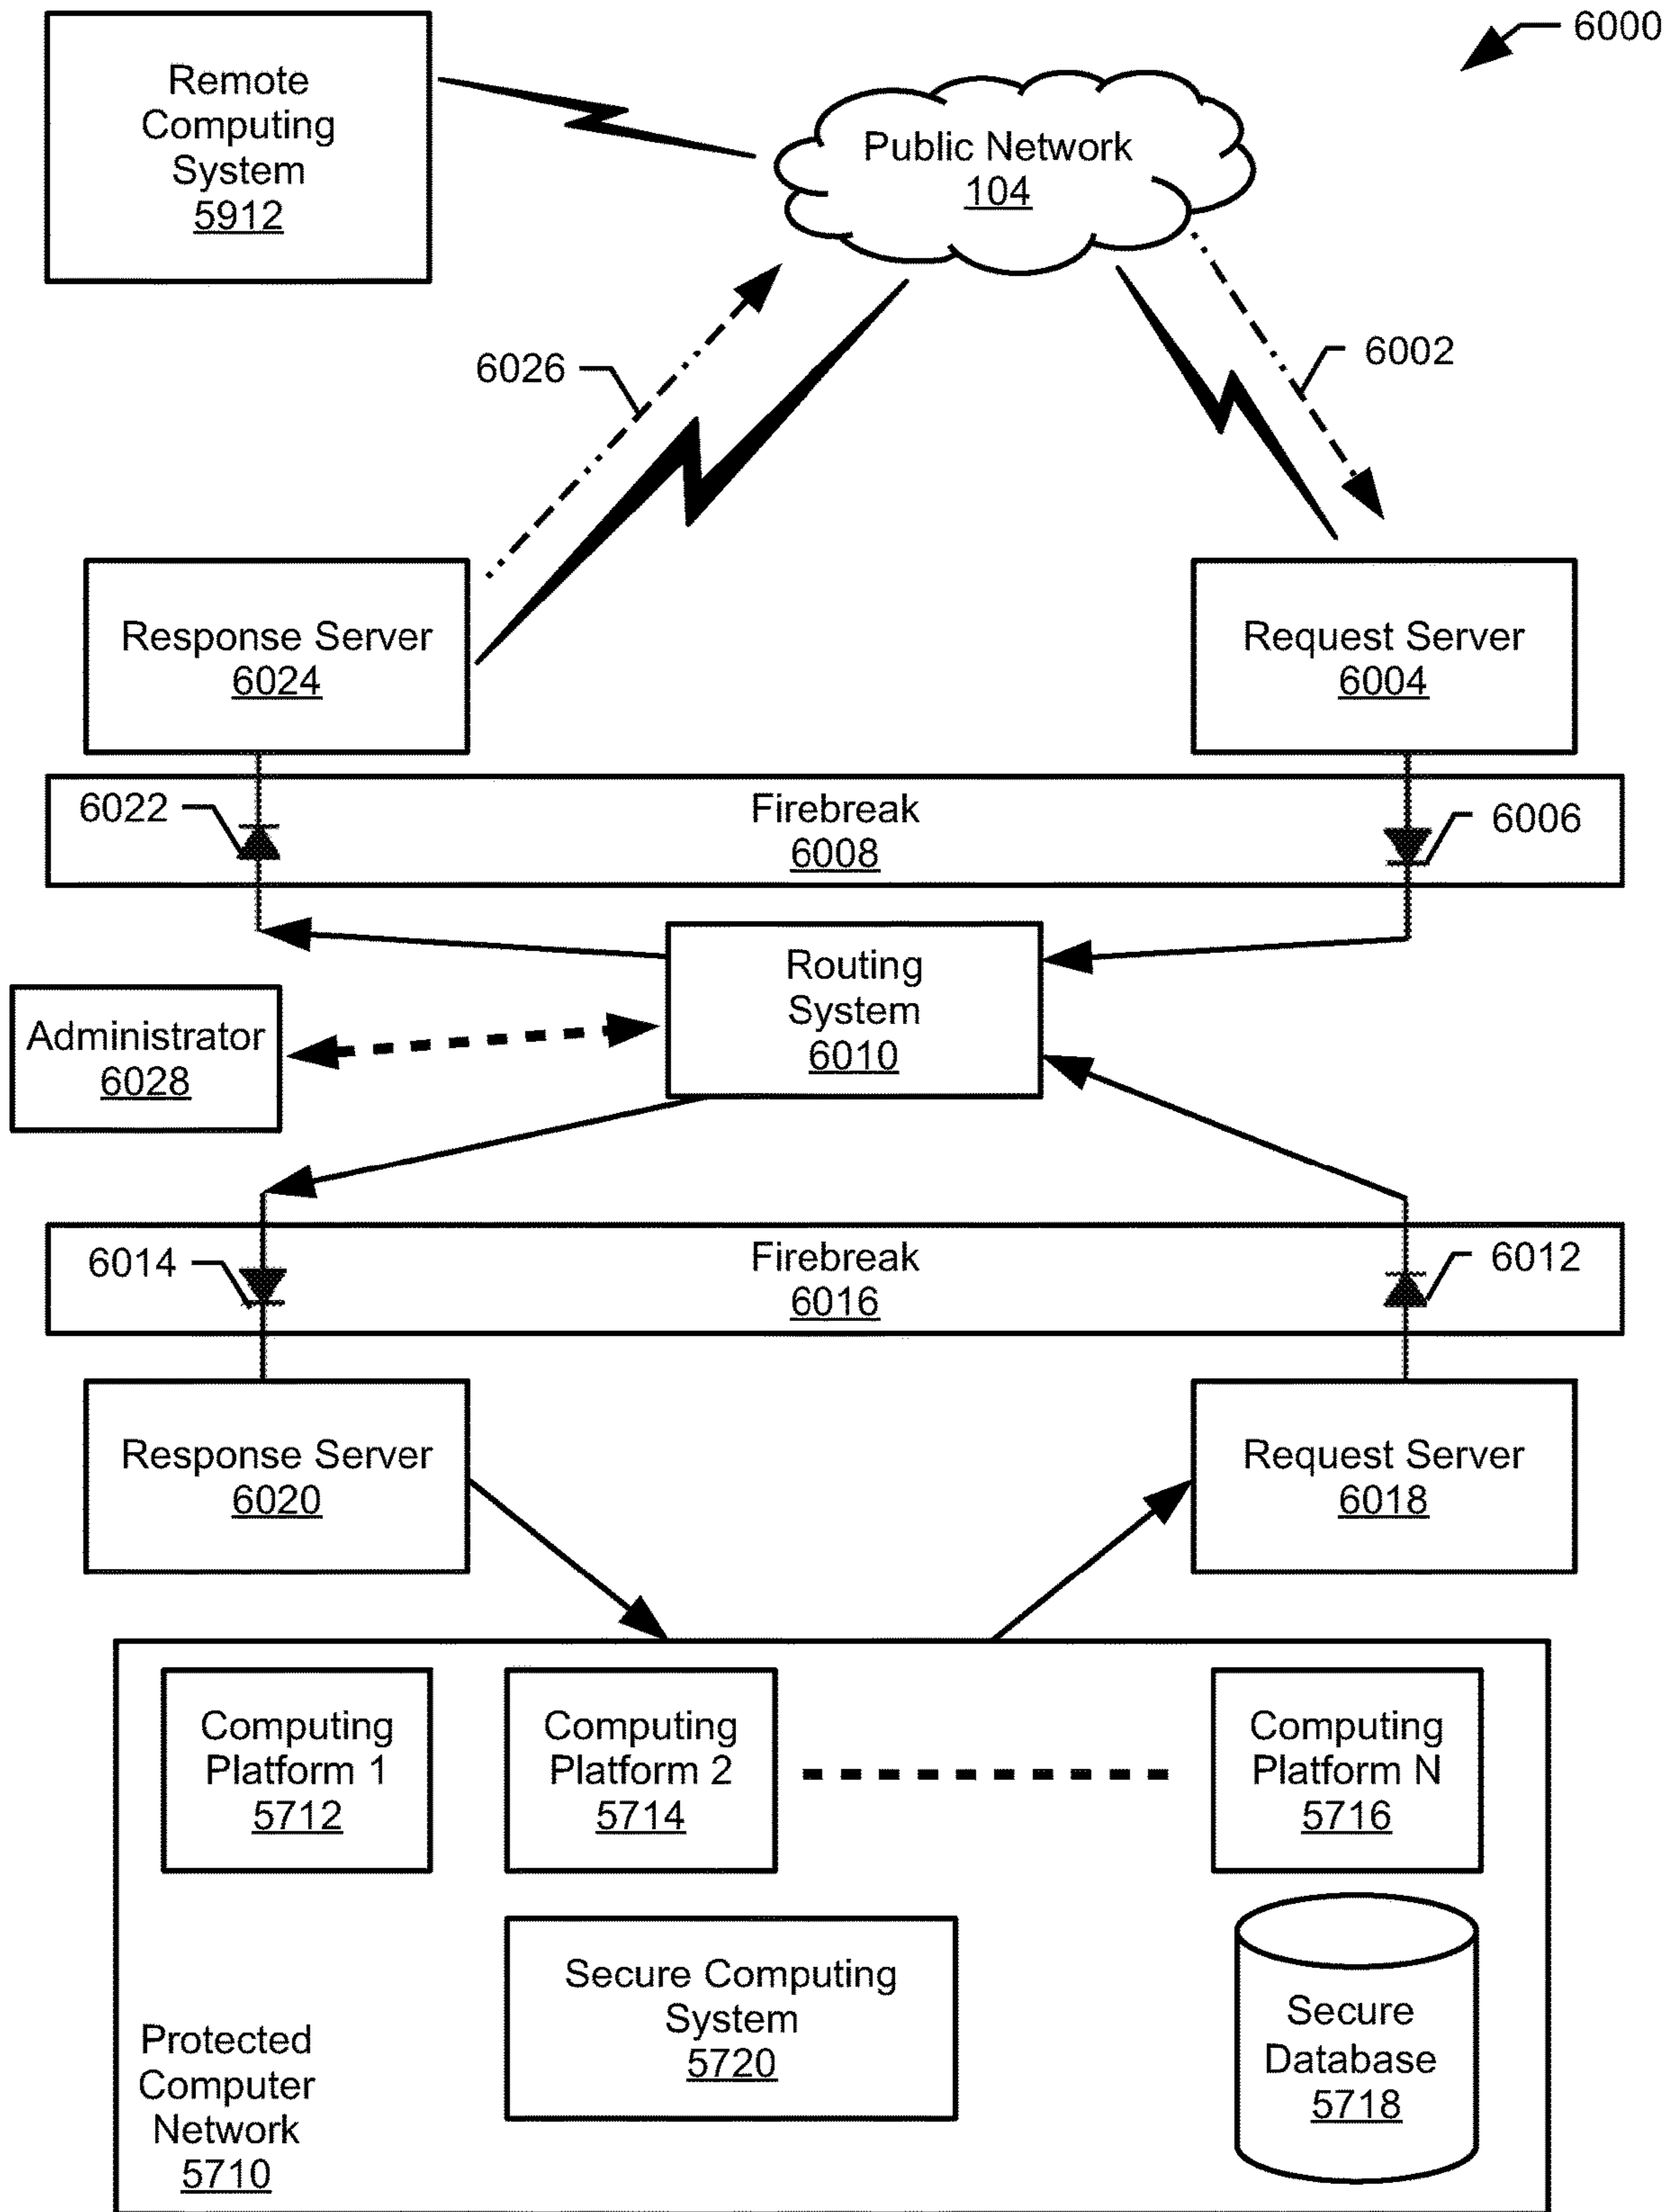 6000
Remote
Computing
System
5912
Public Network
104
6026
6002
Response Server
6024
Request Server
6004
6022
Firebreak
6008
6006
Routing
System
6010
Administrator
6028
6014
Firebreak
6016
6012
Response Server
6020
Request Server
6018
Computing
Platform 1
5712
Computing
Platform 2
5714
Computing
Platform N
5716
Secure Computing
System
5720
Secure
Database
5718
Protected
Computer
Network
5710